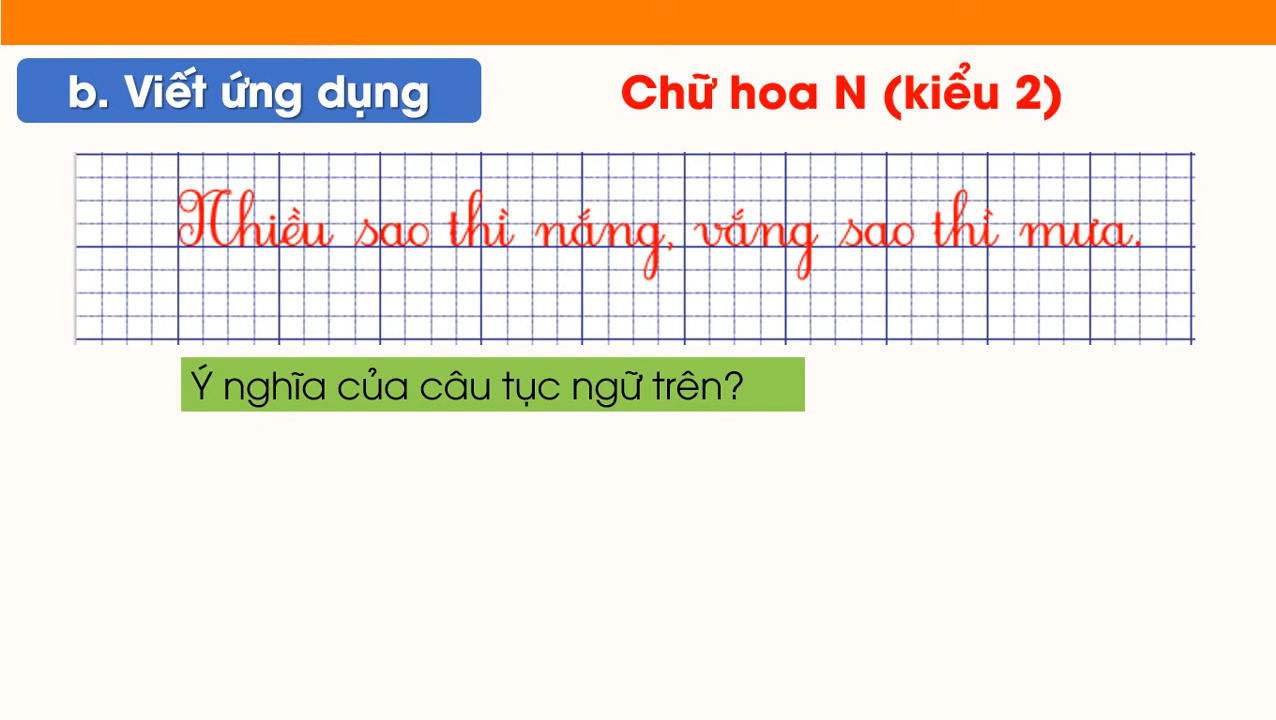 b. Viết ứng dụng
Chữ hoa N (kiểu 2)
Nhiều sao thì nắng, vắng sao thì mưa.
Ý nghĩa của câu tục ngữ trên?